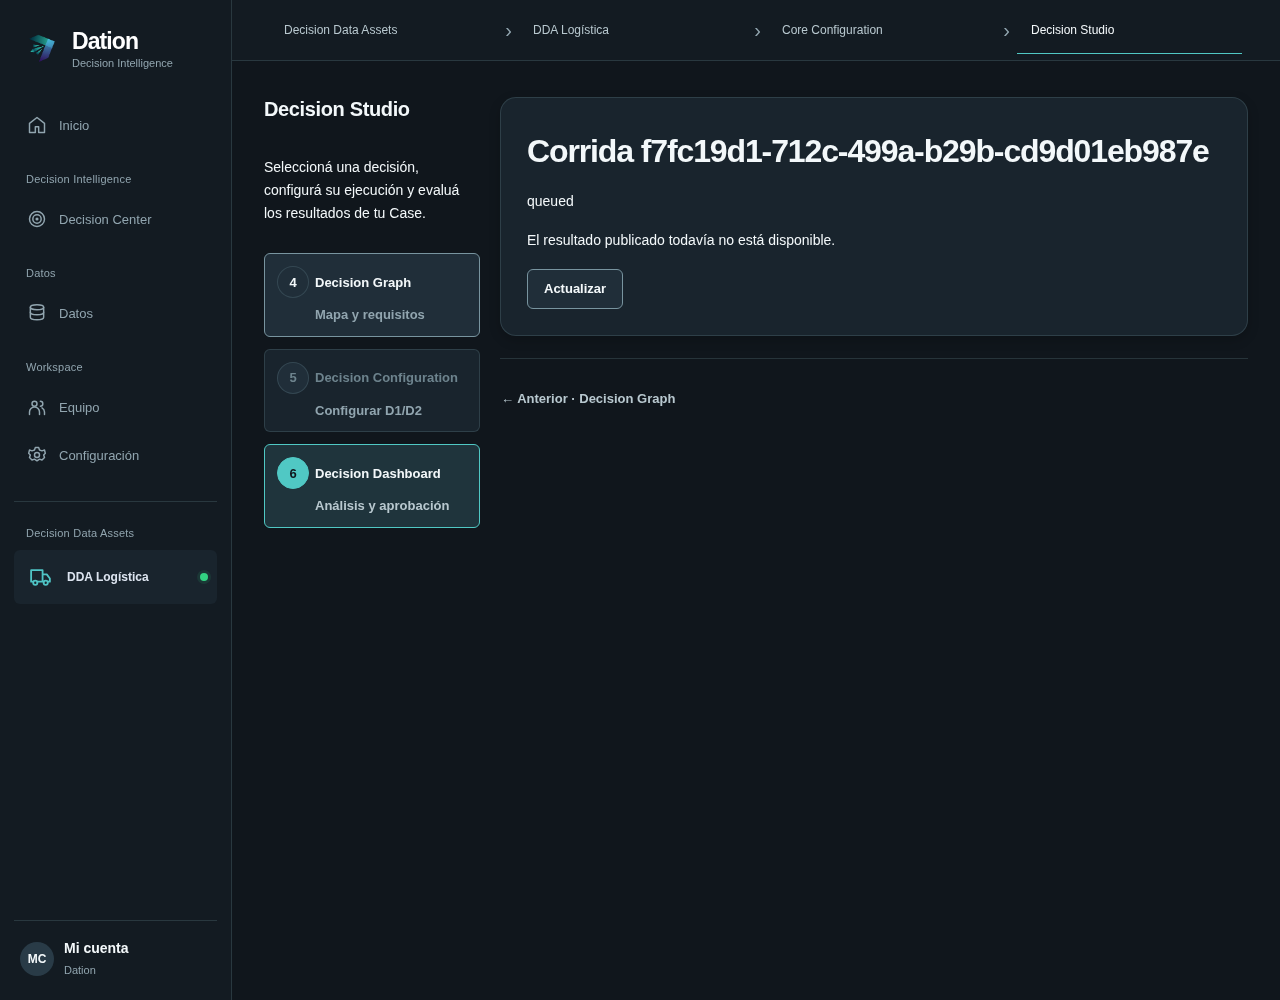 Dation
Decision Intelligence
Inicio
Decision Intelligence
Decision Center
Datos
Datos
Workspace
Equipo
Configuración
Decision Data Assets
DDA Logística
MC
Mi cuenta
Dation
Decision Data Assets › DDA Logística › Core Configuration › Decision Studio
Decision Studio
Seleccioná una decisión,
configurá su ejecución y evaluá
los resultados de tu Case.
4 Decision Graph
Mapa y requisitos
5 Decision Configuration
Configurar D1/D2
6 Decision Dashboard
Análisis y aprobación
Corrida f7fc19d1-712c-499a-b29b-cd9d01eb987e
queued
El resultado publicado todavía no está disponible.
Actualizar
← Anterior · Decision Graph